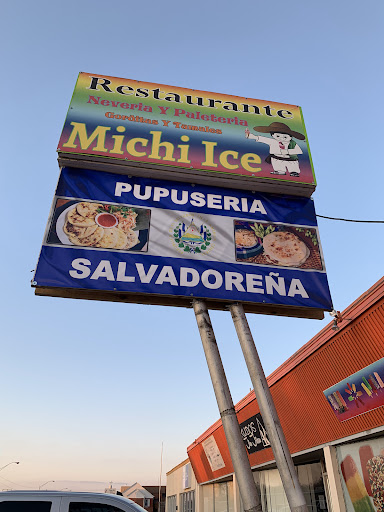 Restaurante
Neveria Y Paleteria
Gorditas Y Tamales
Michi Ice
PUPUSERIA
SALVADOREÑA